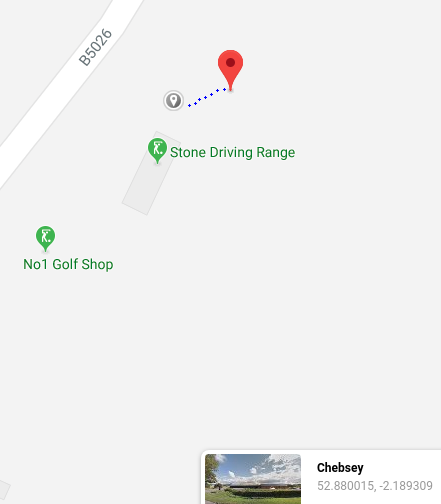 B5026
Stone Driving Range
No1 Golf Shop
Chebsey
52.880015, -2.189309